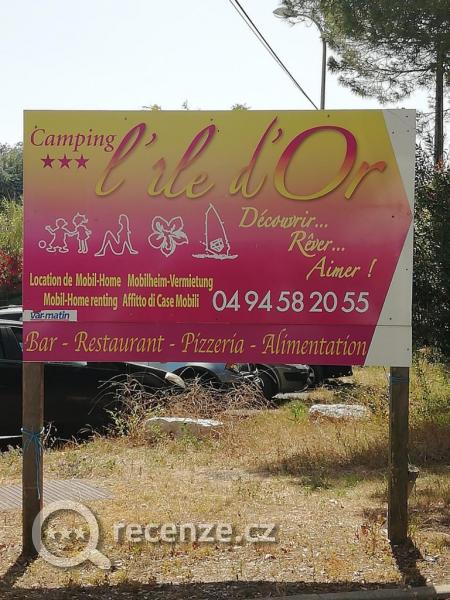 Camping
★★★
l'île d'Or
Découvrir...
Rêver...
Aimer !
Location de Mobil-Home Mobilheim-Vermietung
Mobil-Home renting Affitto di Case Mobili
04 94 58 20 55
var-matin
Bar - Restaurant - Pizzeria - Alimentation
recenze.cz